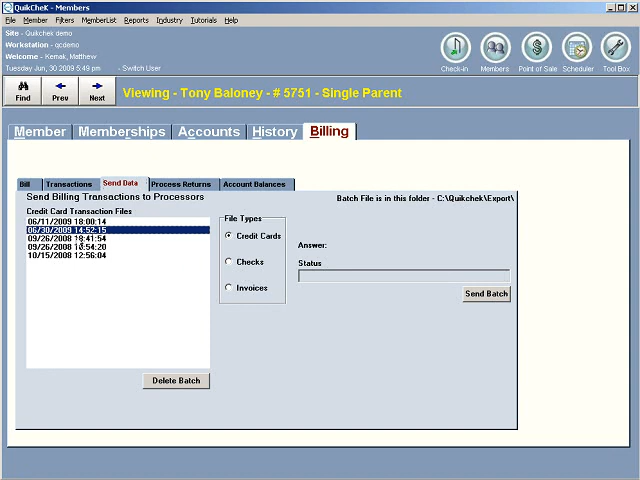 QuikCheK - Members
File Member Filters MemberList Reports Industry Tutorials Help
Site - Quikchek demo
Workstation - qcdemo
Welcome - Kemak, Matthew
Tuesday Jun, 30 2009 5:49 pm - Switch User
Check-in Members Point of Sale Scheduler Tool Box
Find Prev Next
Viewing - Tony Baloney - # 5751 - Single Parent
Member Memberships Accounts History Billing
Bill Transactions Send Data Process Returns Account Balances
Send Billing Transactions to Processors
Batch File is in this folder - C:\Quikchek\Export\
Credit Card Transaction Files
06/11/2009 18:00:14
06/30/2009 14:52:15
09/26/2008 18:41:54
09/26/2008 18:54:20
10/15/2008 12:56:04
File Types
Credit Cards
Checks
Invoices
Answer:
Status
Send Batch
Delete Batch